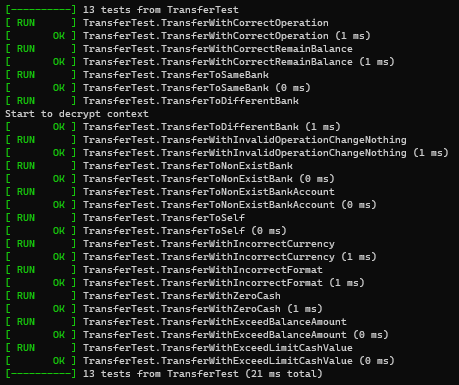 [----------] 13 tests from TransferTest
[ RUN      ] TransferTest.TransferWithCorrectOperation
[       OK ] TransferTest.TransferWithCorrectOperation (1 ms)
[ RUN      ] TransferTest.TransferWithCorrectRemainBalance
[       OK ] TransferTest.TransferWithCorrectRemainBalance (1 ms)
[ RUN      ] TransferTest.TransferToSameBank
[       OK ] TransferTest.TransferToSameBank (0 ms)
[ RUN      ] TransferTest.TransferToDifferentBank
Start to decrypt context
[       OK ] TransferTest.TransferToDifferentBank (1 ms)
[ RUN      ] TransferTest.TransferWithInvalidOperationChangeNothing
[       OK ] TransferTest.TransferWithInvalidOperationChangeNothing (1 ms)
[ RUN      ] TransferTest.TransferToNonExistBank
[       OK ] TransferTest.TransferToNonExistBank (0 ms)
[ RUN      ] TransferTest.TransferToNonExistBankAccount
[       OK ] TransferTest.TransferToNonExistBankAccount (0 ms)
[ RUN      ] TransferTest.TransferToSelf
[       OK ] TransferTest.TransferToSelf (0 ms)
[ RUN      ] TransferTest.TransferWithIncorrectCurrency
[       OK ] TransferTest.TransferWithIncorrectCurrency (1 ms)
[ RUN      ] TransferTest.TransferWithIncorrectFormat
[       OK ] TransferTest.TransferWithIncorrectFormat (1 ms)
[ RUN      ] TransferTest.TransferWithZeroCash
[       OK ] TransferTest.TransferWithZeroCash (1 ms)
[ RUN      ] TransferTest.TransferWithExceedBalanceAmount
[       OK ] TransferTest.TransferWithExceedBalanceAmount (0 ms)
[ RUN      ] TransferTest.TransferWithExceedLimitCashValue
[       OK ] TransferTest.TransferWithExceedLimitCashValue (0 ms)
[----------] 13 tests from TransferTest (21 ms total)